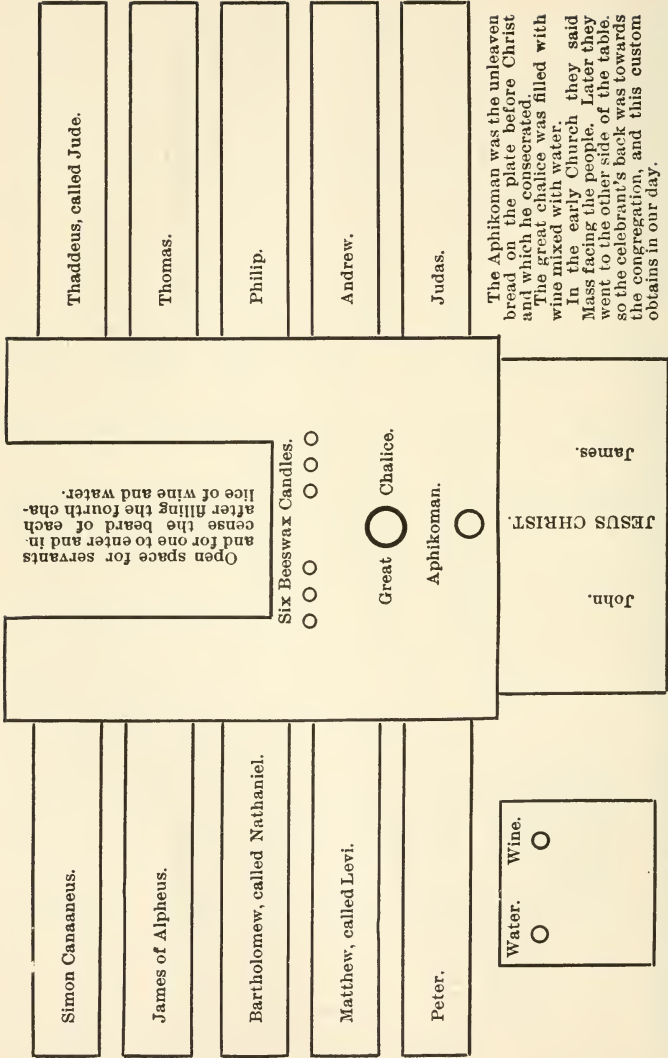 Thaddeus, called Jude.
Thomas.
Philip.
Andrew.
Judas.
Open space for servants
and for one to enter and in-
cense the beard of each
after filling the fourth cha-
lice of wine and water.
Six Beeswax Candles.
Great Chalice.
Aphikoman.
John.
JESUS CHRIST.
James.
Simon Canaaneus.
James of Alpheus.
Bartholomew, called Nathaniel.
Matthew, called Levi.
Peter.
Water. Wine.
The Aphikoman was the unleaven
bread on the plate before Christ
and which he consecrated.
The great chalice was filled with
wine mixed with water.
In the early Church they said
Mass facing the people. Later they
went to the other side of the table.
so the celebrant's back was towards
the congregation, and this custom
obtains in our day.